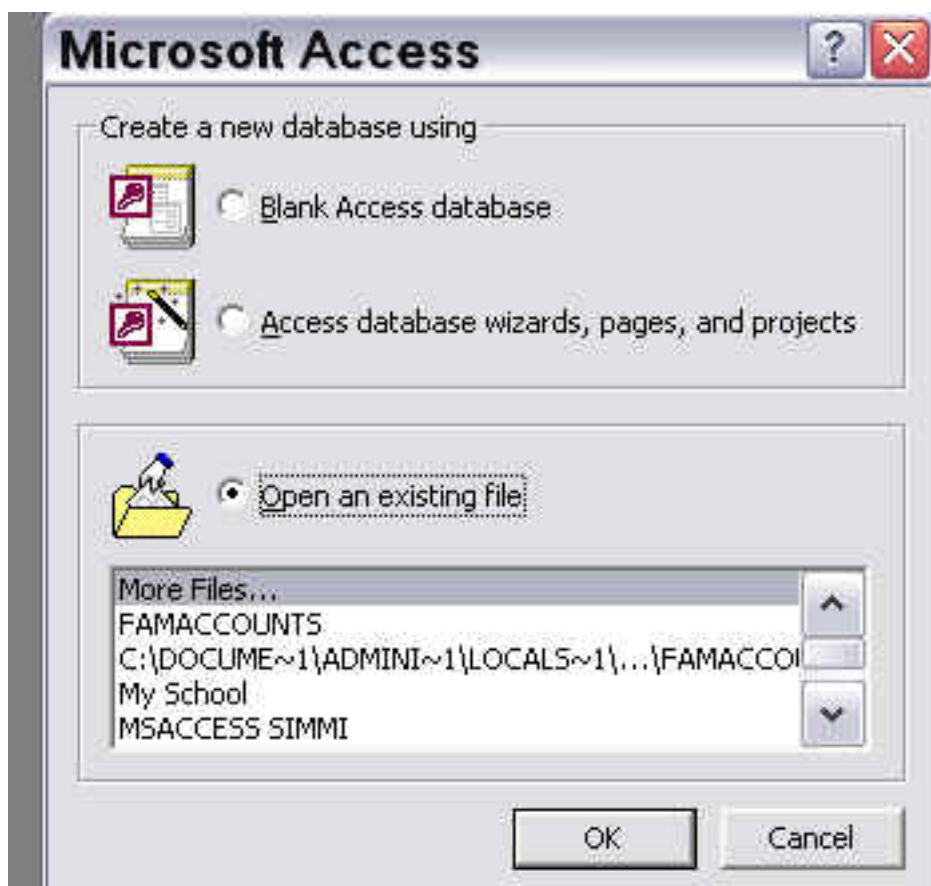 Microsoft Access
Create a new database using
Blank Access database
Access database wizards, pages, and projects
Open an existing file
More Files...
FAMACCOUNTS
C:\DOCUME~1\ADMINI~1\LOCALS~1\...\FAMACCOU
My School
MSACCESS SIMMI
OK Cancel